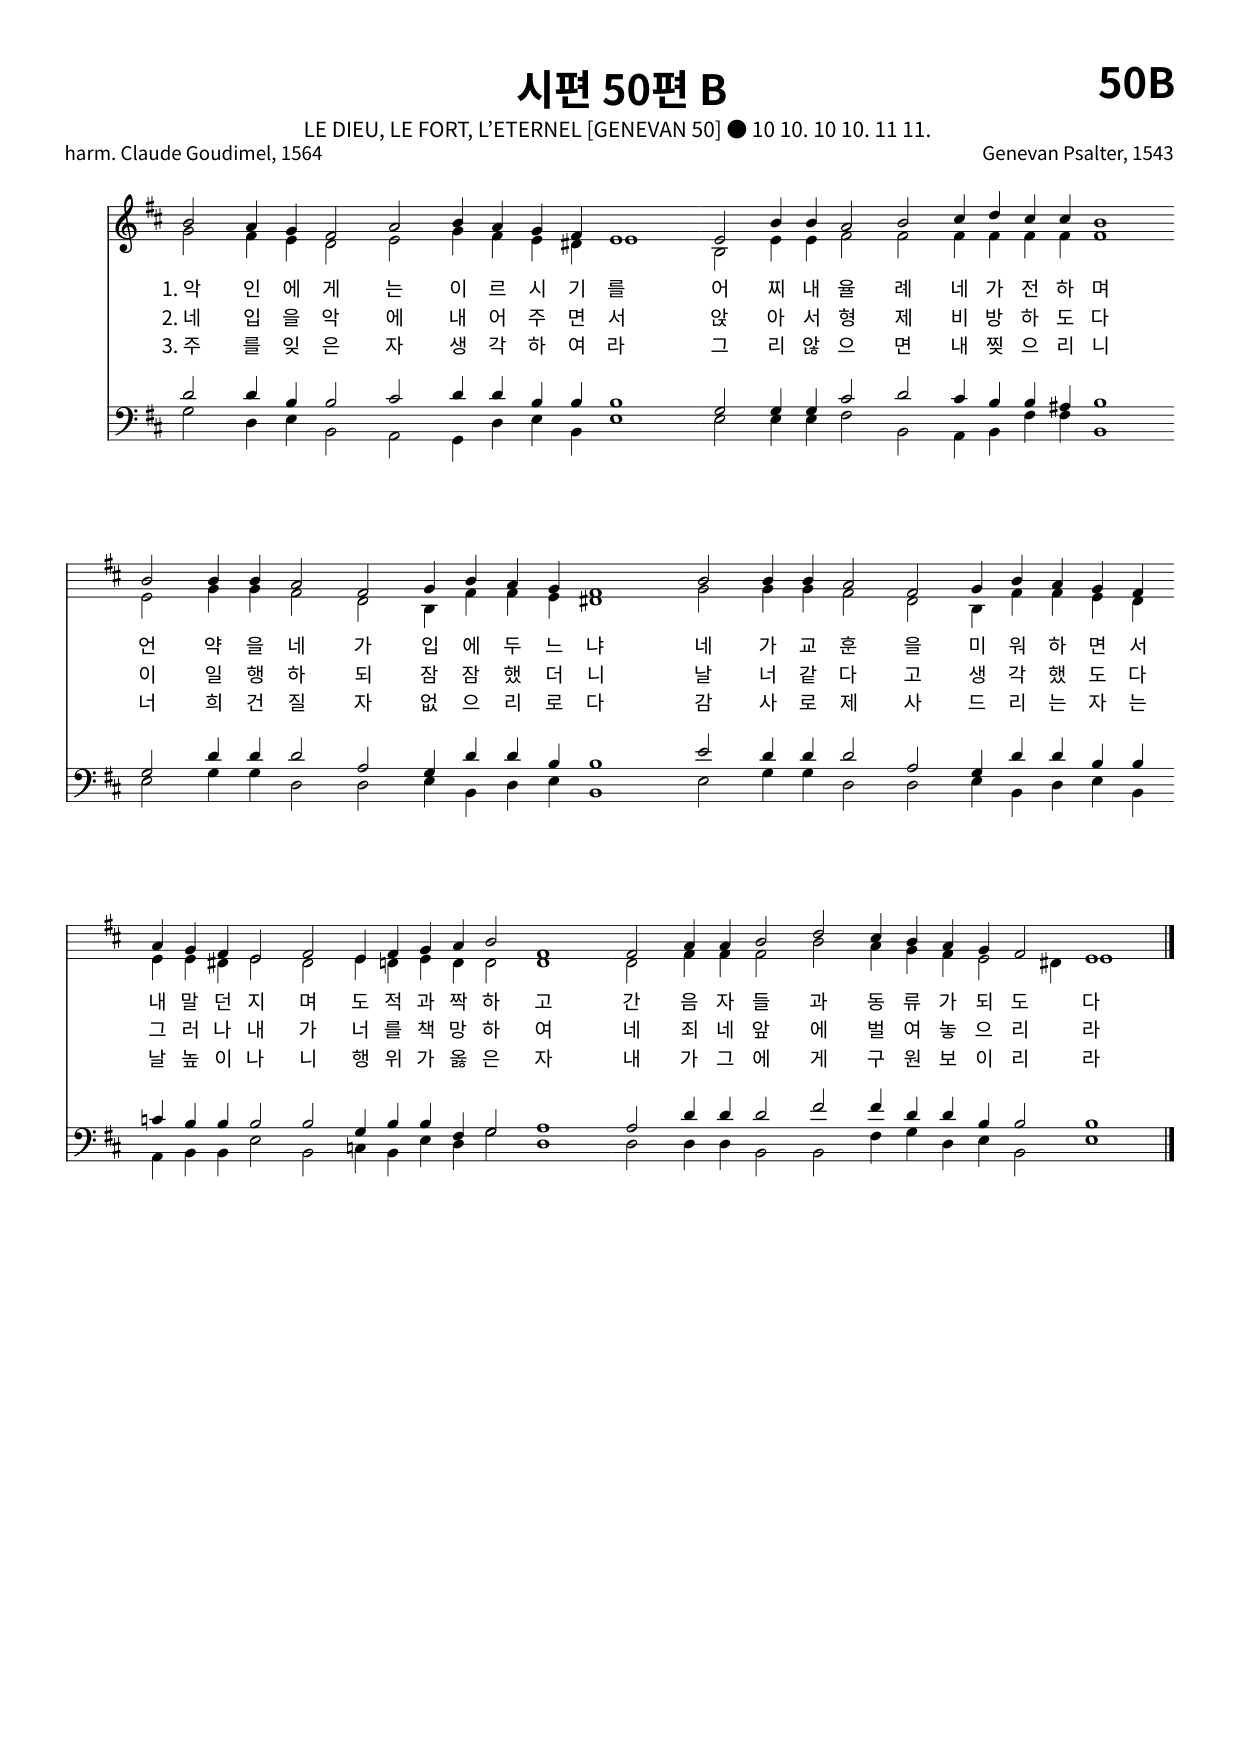 시편 50편 B
50B
LE DIEU, LE FORT, L’ETERNEL [GENEVAN 50] ● 10 10. 10 10. 11 11.
harm. Claude Goudimel, 1564
Genevan Psalter, 1543
1. 악 인 에 게 는 이 르 시 기 를 어 찌 내 율 례 네 가 전 하 며
2. 네 입 을 악 에 내 어 주 면 서 앉 아 서 형 제 비 방 하 도 다
3. 주 를 잊 은 자 생 각 하 여 라 그 리 않 으 면 내 찢 으 리 니
언 약 을 네 가 입 에 두 느 냐 네 가 교 훈 을 미 워 하 면 서
이 일 행 하 되 잠 잠 했 더 니 날 너 같 다 고 생 각 했 도 다
너 희 건 질 자 없 으 리 로 다 감 사 로 제 사 드 리 는 자 는
내 말 던 지 며 도 적 과 짝 하 고 간 음 자 들 과 동 류 가 되 도 다
그 러 나 내 가 너 를 책 망 하 여 네 죄 네 앞 에 벌 여 놓 으 리 라
날 높 이 나 니 행 위 가 옳 은 자 내 가 그 에 게 구 원 보 이 리 라